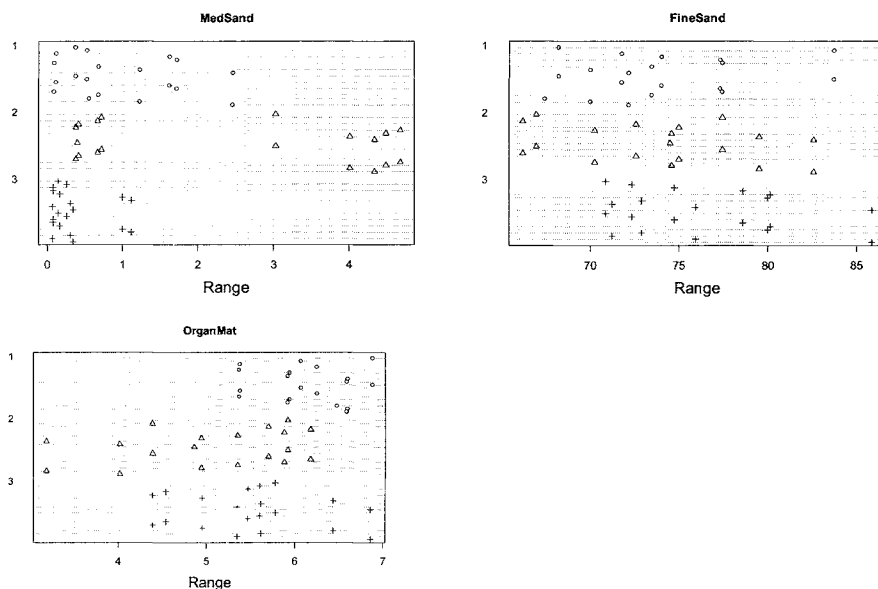 MedSand
1
2
3
0 1 2 3 4
Range
FineSand
1
2
3
70 75 80 85
Range
OrganMat
1
2
3
4 5 6 7
Range